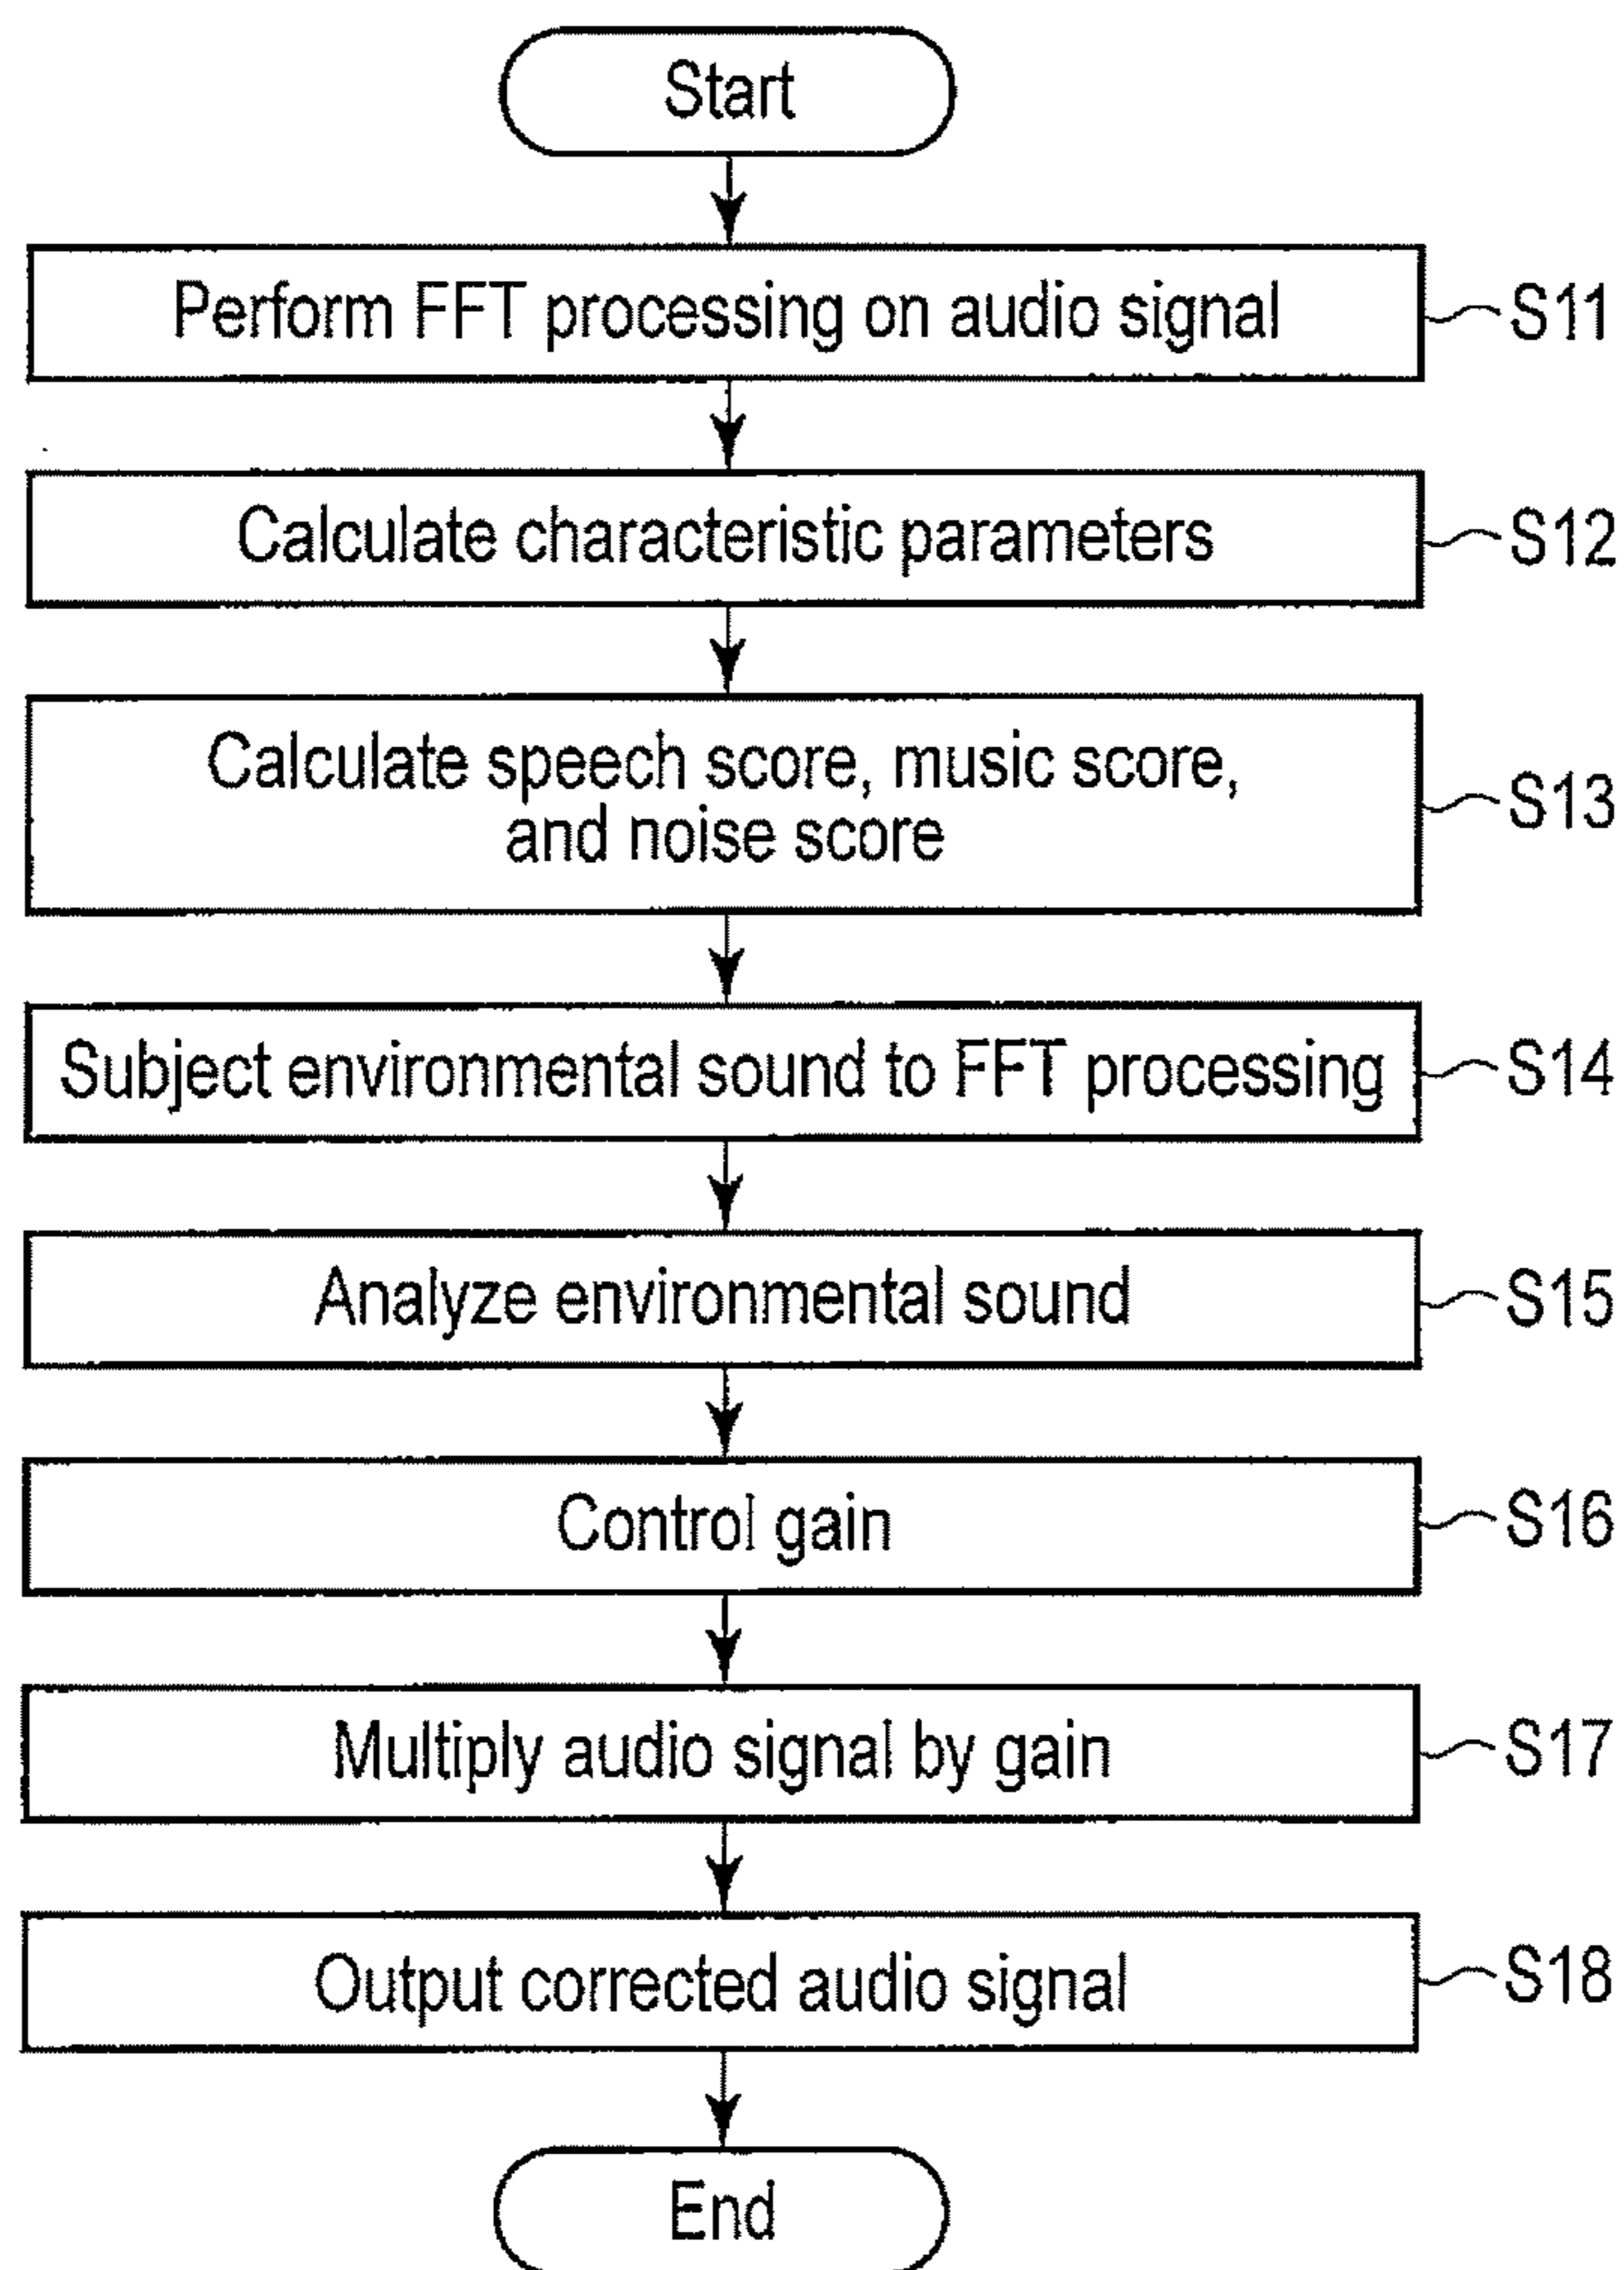 Start
Perform FFT processing on audio signal
S11
Calculate characteristic parameters
S12
Calculate speech score, music score,
and noise score
S13
Subject environmental sound to FFT processing
S14
Analyze environmental sound
S15
Control gain
S16
Multiply audio signal by gain
S17
Output corrected audio signal
S18
End